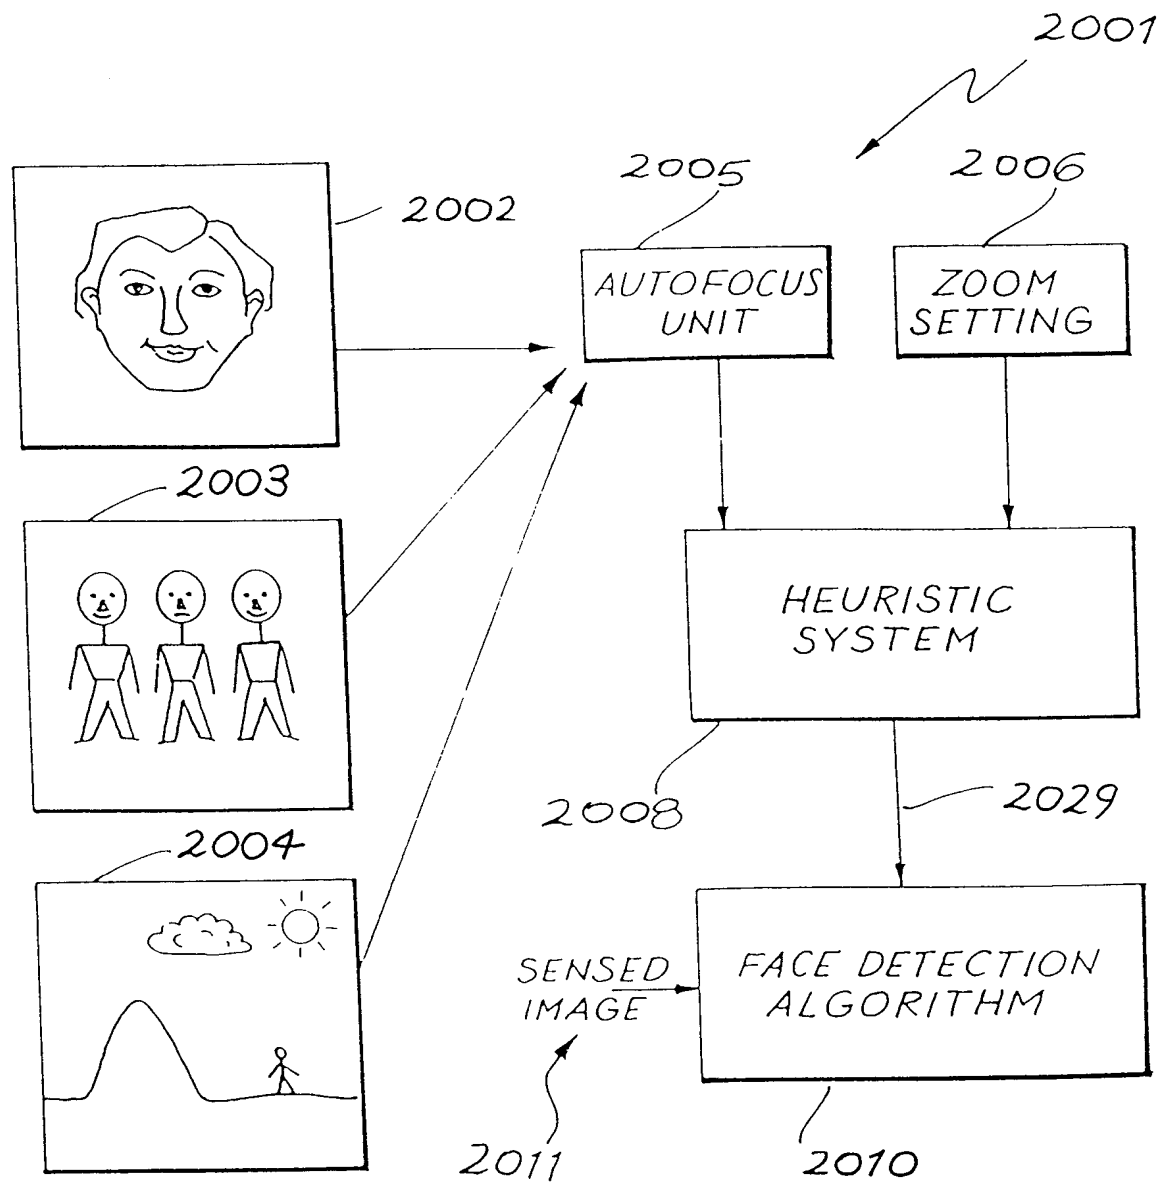 2001
2002
2005
2006
AUTOFOCUS
UNIT
ZOOM
SETTING
2003
HEURISTIC
SYSTEM
2008
2029
2004
SENSED
IMAGE
FACE DETECTION
ALGORITHM
2011
2010